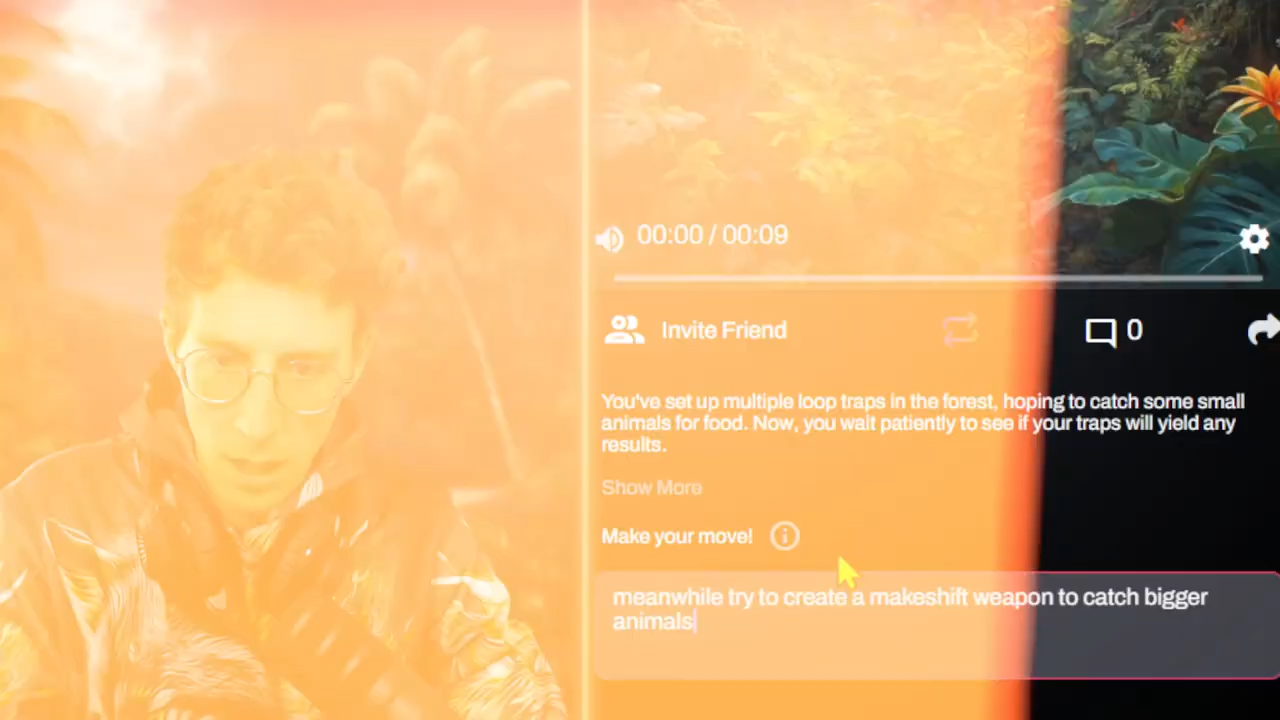 00:00 / 00:09
Invite Friend
0
You've set up multiple loop traps in the forest, hoping to catch some small
animals for food. Now, you wait patiently to see if your traps will yield any
results.
Show More
Make your move!
meanwhile try to create a makeshift weapon to catch bigger
animals